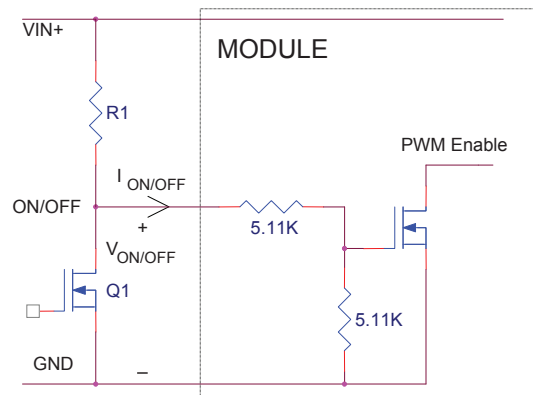 VIN+
MODULE
R1
PWM Enable
I ON/OFF
ON/OFF
+
5.11K
V ON/OFF
Q1
5.11K
GND
–